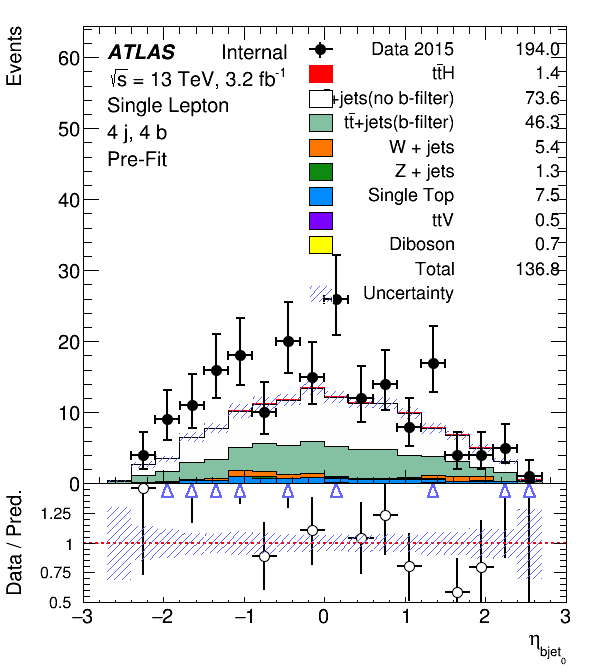 Events
60
50
40
30
20
10
0
ATLAS Internal
√s = 13 TeV, 3.2 fb⁻¹
Single Lepton
4 j, 4 b
Pre-Fit
Data 2015 194.0
tt̄H 1.4
+jets(no b-filter) 73.6
tt̄+jets(b-filter) 46.3
W + jets 5.4
Z + jets 1.3
Single Top 7.5
ttV 0.5
Diboson 0.7
Total 136.8
Uncertainty
Data / Pred.
1.25
1
0.75
0.5
−3 −2 −1 0 1 2 3
η_bjet₀